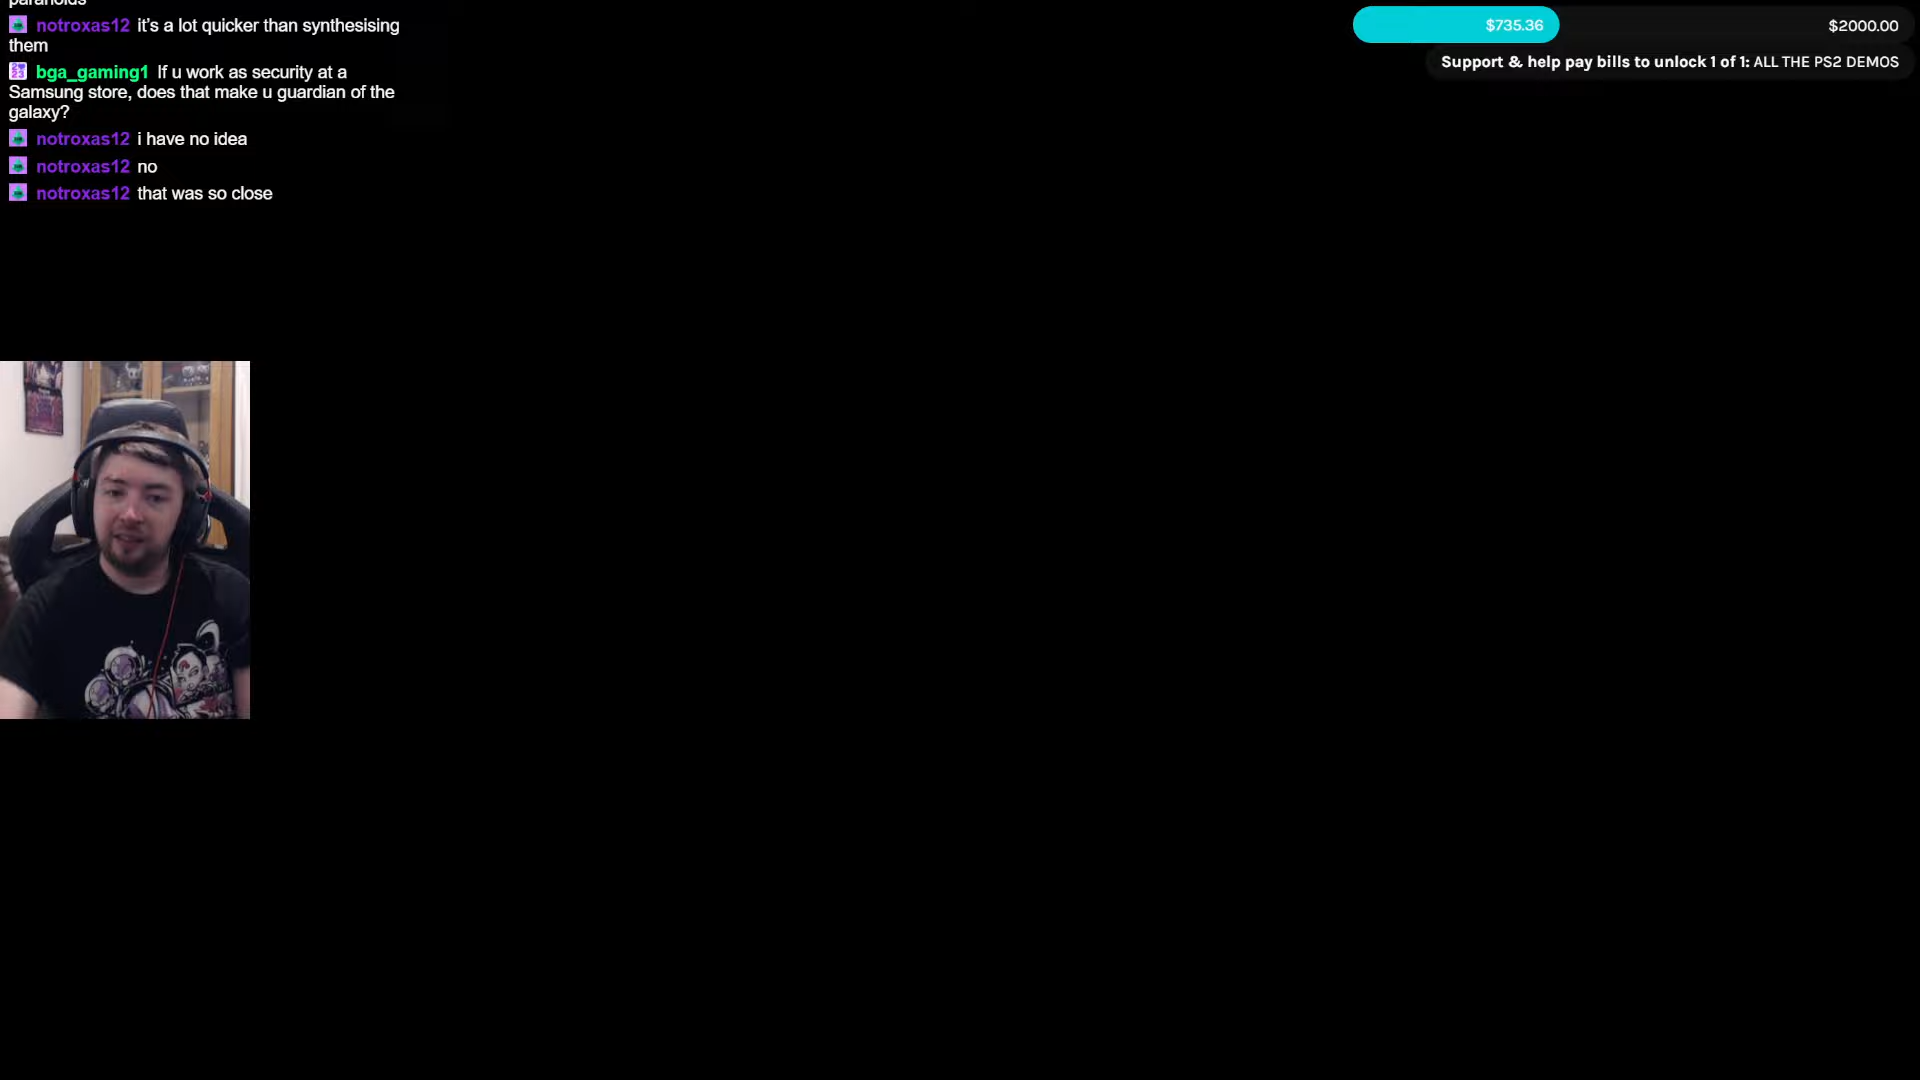 notroxas12 it's a lot quicker than synthesising
them
bga_gaming1 If u work as security at a
Samsung store, does that make u guardian of the
galaxy?
notroxas12 i have no idea
notroxas12 no
notroxas12 that was so close
$735.36
$2000.00
Support & help pay bills to unlock 1 of 1: ALL THE PS2 DEMOS